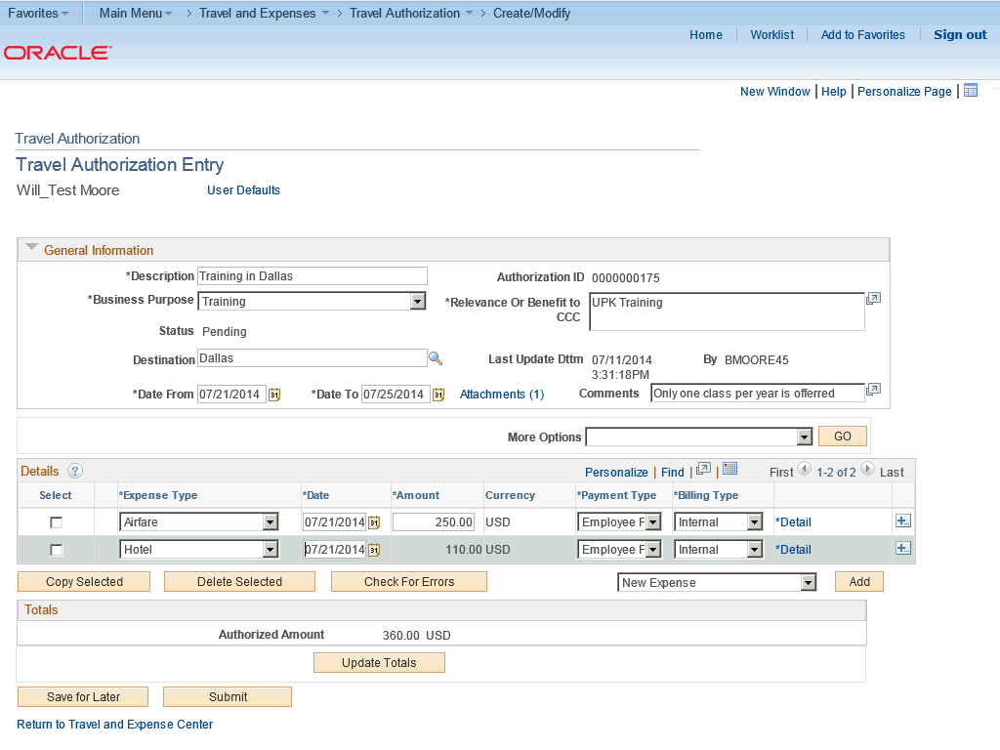 Favorites Main Menu > Travel and Expenses > Travel Authorization > Create/Modify
Home Worklist Add to Favorites Sign out
ORACLE
New Window | Help | Personalize Page |
Travel Authorization
Travel Authorization Entry
Will_Test Moore User Defaults
General Information
*Description Training in Dallas Authorization ID 0000000175
*Business Purpose Training *Relevance Or Benefit to CCC UPK Training
Status Pending
Destination Dallas Last Update Dttm 07/11/2014 3:31:18PM By BMOORE45
*Date From 07/21/2014 31 *Date To 07/25/2014 31 Attachments (1) Comments Only one class per year is offerred
More Options GO
Details ? Personalize | Find | | First 1-2 of 2 Last
Select *Expense Type *Date *Amount Currency *Payment Type *Billing Type
Airfare 07/21/2014 31 250.00 USD Employee F Internal *Detail +
Hotel 07/21/2014 31 110.00 USD Employee F Internal *Detail +
Copy Selected Delete Selected Check For Errors New Expense Add
Totals
Authorized Amount 360.00 USD
Update Totals
Save for Later Submit
Return to Travel and Expense Center